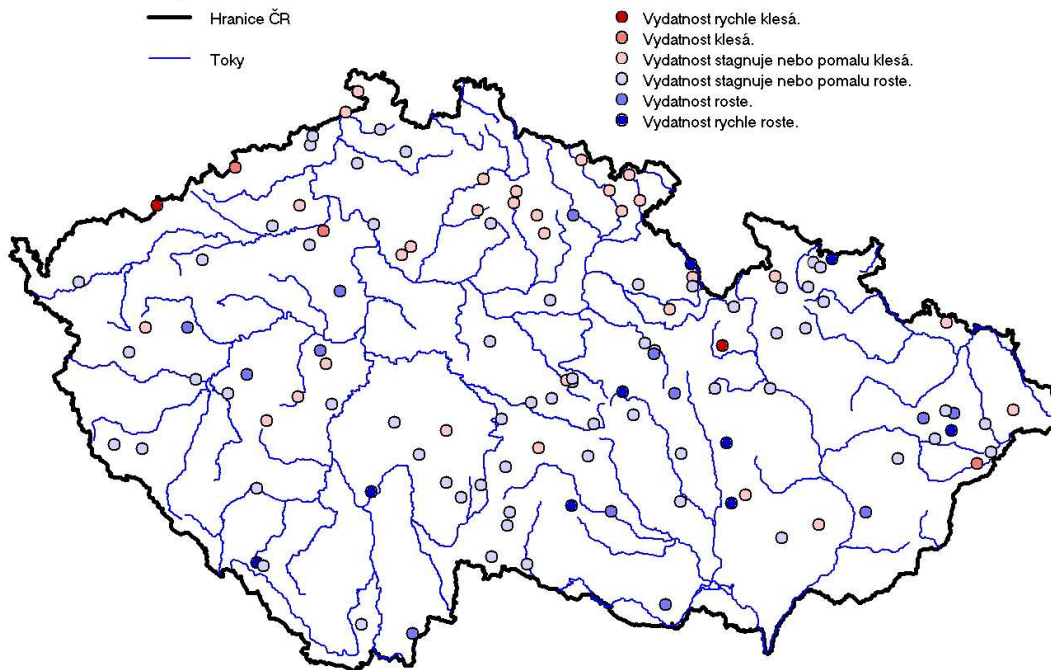 Hranice ČR
Toky
Vydatnost rychle klesá.
Vydatnost klesá.
Vydatnost stagnuje nebo pomalu klesá.
Vydatnost stagnuje nebo pomalu roste.
Vydatnost roste.
Vydatnost rychle roste.